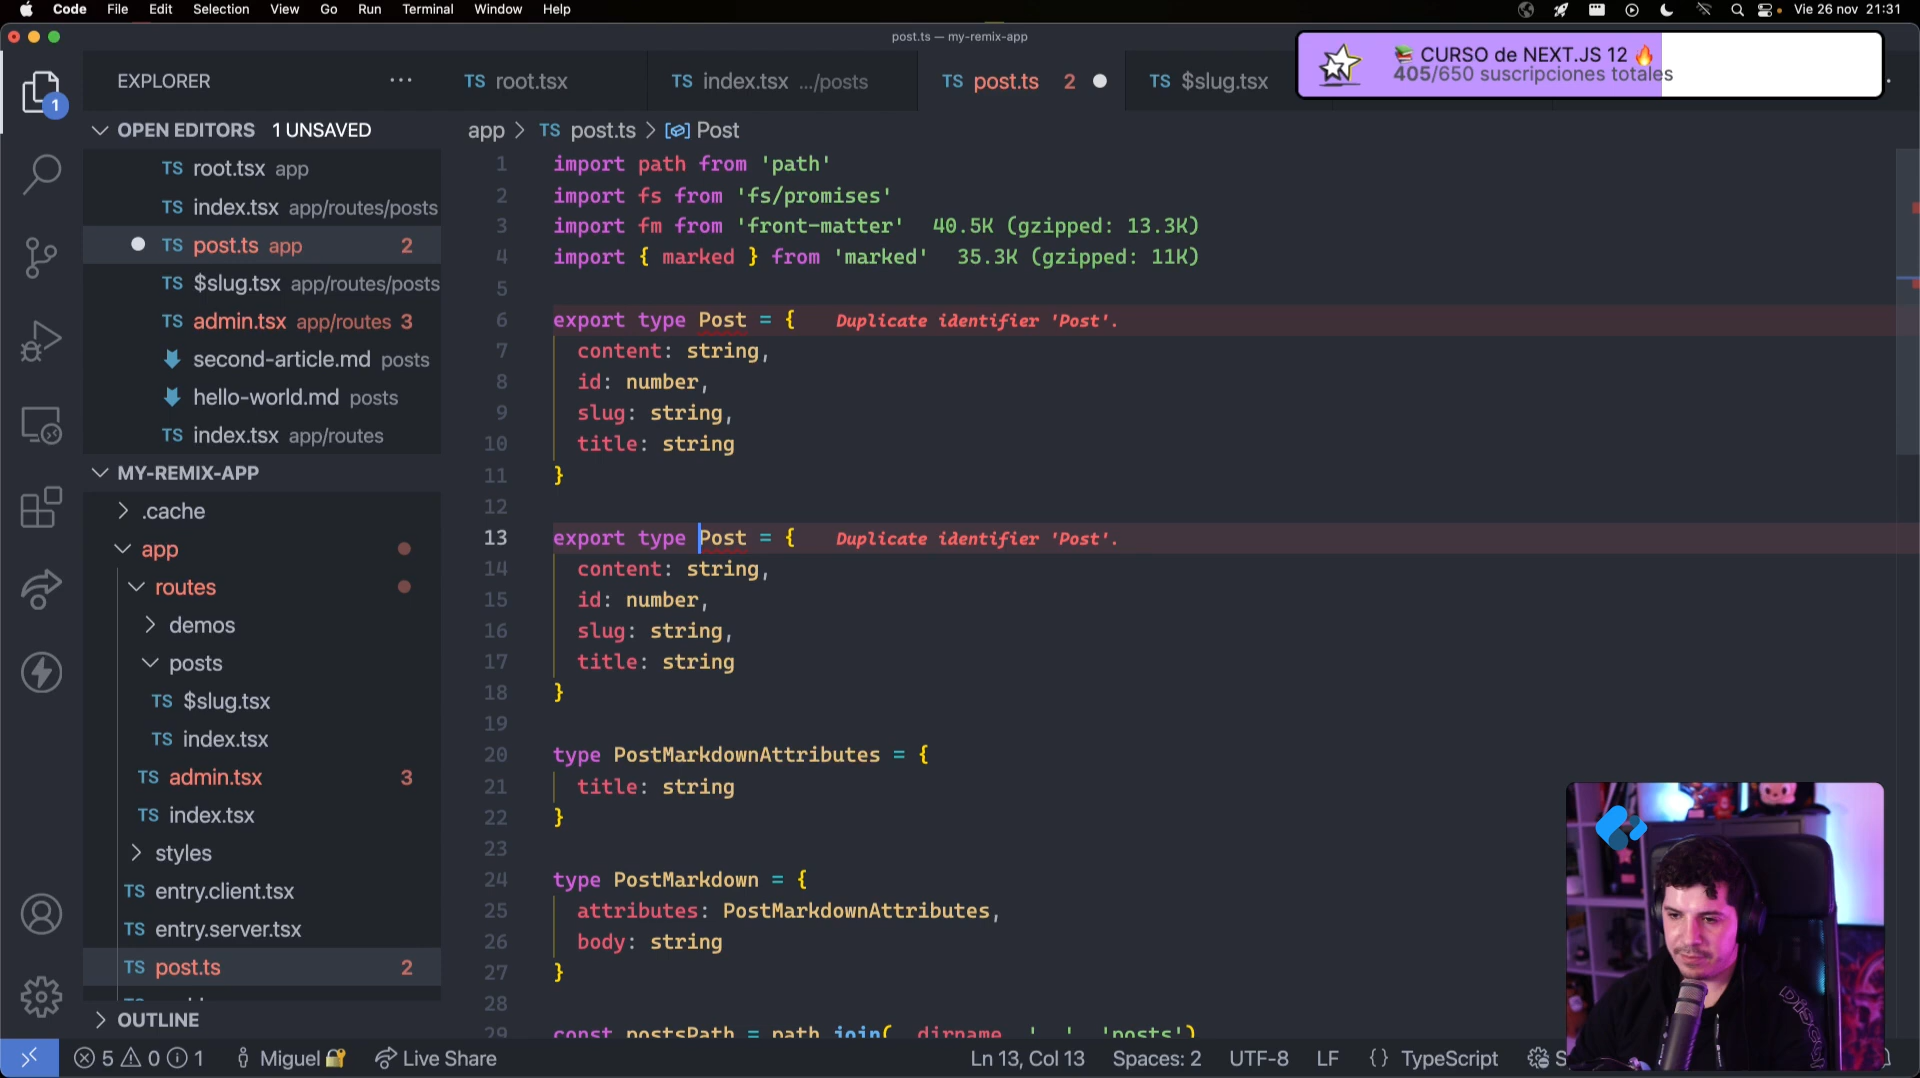 Code File Edit Selection View Go Run Terminal Window Help
Vie 26 nov 21:31
post.ts — my-remix-app
📚 CURSO de NEXT.JS 12 🔥
405/650 suscripciones totales
EXPLORER ···
TS root.tsx
TS index.tsx .../posts
TS post.ts 2
TS $slug.tsx
1
OPEN EDITORS 1 UNSAVED
TS root.tsx app
TS index.tsx app/routes/posts
TS post.ts app 2
TS $slug.tsx app/routes/posts
TS admin.tsx app/routes 3
second-article.md posts
hello-world.md posts
TS index.tsx app/routes
MY-REMIX-APP
.cache
app
routes
demos
posts
TS $slug.tsx
TS index.tsx
TS admin.tsx 3
TS index.tsx
styles
TS entry.client.tsx
TS entry.server.tsx
TS post.ts 2
OUTLINE
app > TS post.ts > Post
1 import path from 'path'
2 import fs from 'fs/promises'
3 import fm from 'front-matter' 40.5K (gzipped: 13.3K)
4 import { marked } from 'marked' 35.3K (gzipped: 11K)
5
6 export type Post = { Duplicate identifier 'Post'.
7 content: string,
8 id: number,
9 slug: string,
10 title: string
11 }
12
13 export type Post = { Duplicate identifier 'Post'.
14 content: string,
15 id: number,
16 slug: string,
17 title: string
18 }
19
20 type PostMarkdownAttributes = {
21 title: string
22 }
23
24 type PostMarkdown = {
25 attributes: PostMarkdownAttributes,
26 body: string
27 }
28
29 const postsPath = path.join(__dirname, '..', 'posts')
5 0 1 Miguel 🔐 Live Share
Ln 13, Col 13 Spaces: 2 UTF-8 LF {} TypeScript